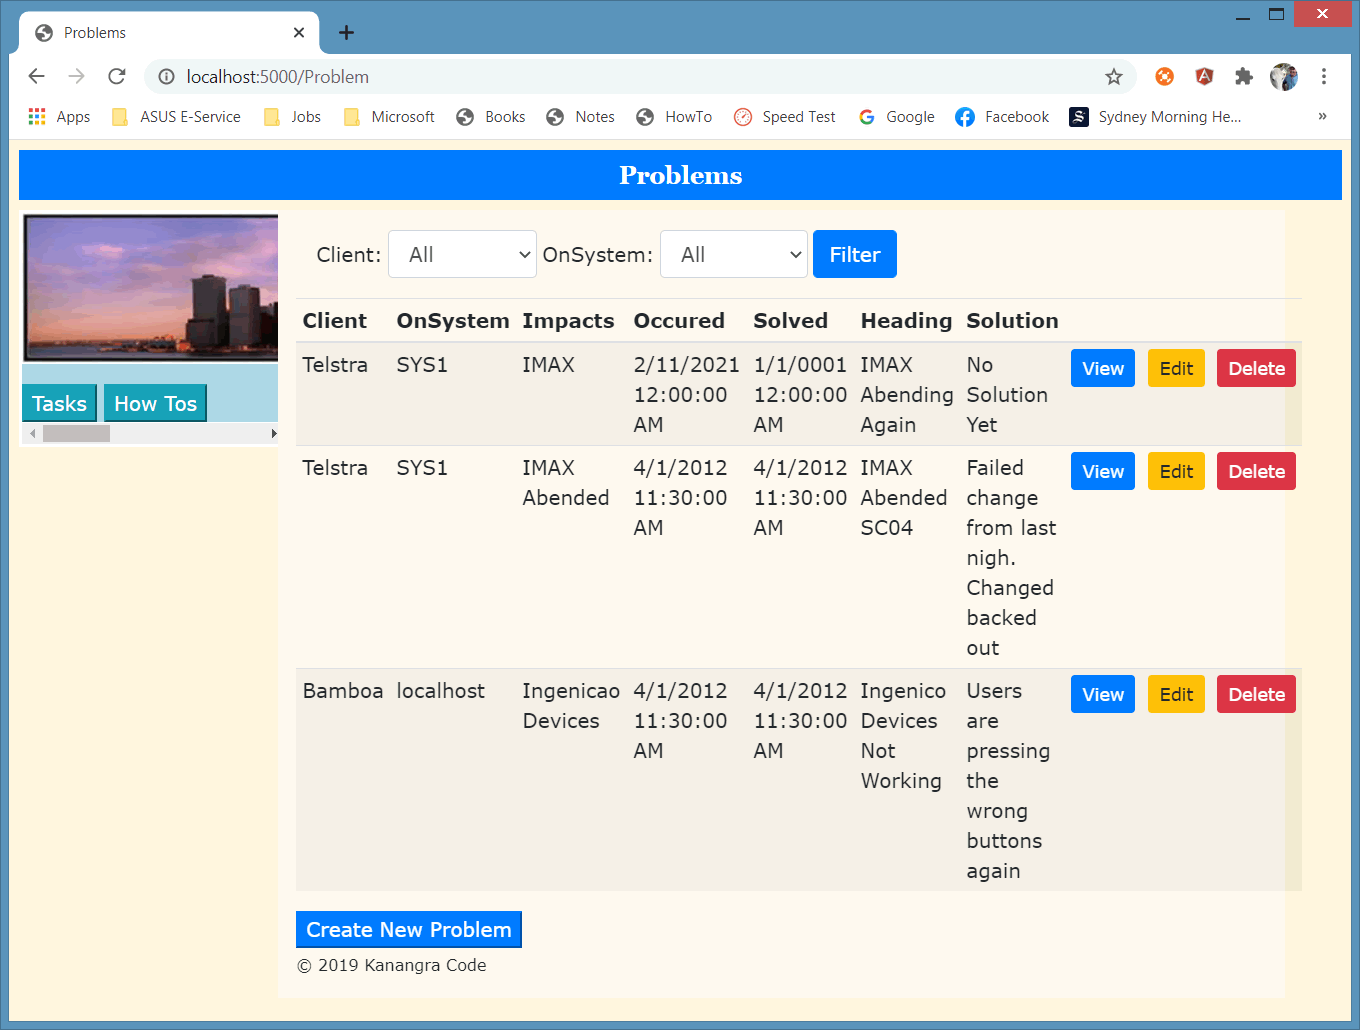 Problems
localhost:5000/Problem
Apps ASUS E-Service Jobs Microsoft Books Notes HowTo Speed Test Google Facebook Sydney Morning He... »
Problems
Client: All OnSystem: All Filter
Tasks How Tos
Client OnSystem Impacts Occured Solved Heading Solution
Telstra SYS1 IMAX 2/11/2021 1/1/0001 IMAX No View Edit Delete
12:00:00 12:00:00 Abending Solution
AM AM Again Yet
Telstra SYS1 IMAX 4/1/2012 4/1/2012 IMAX Failed View Edit Delete
Abended 11:30:00 11:30:00 Abended change
AM AM SC04 from last
nigh.
Changed
backed
out
Bamboa localhost Ingenicao 4/1/2012 4/1/2012 Ingenico Users View Edit Delete
Devices 11:30:00 11:30:00 Devices are
AM AM Not pressing
Working the
wrong
buttons
again
Create New Problem
© 2019 Kanangra Code